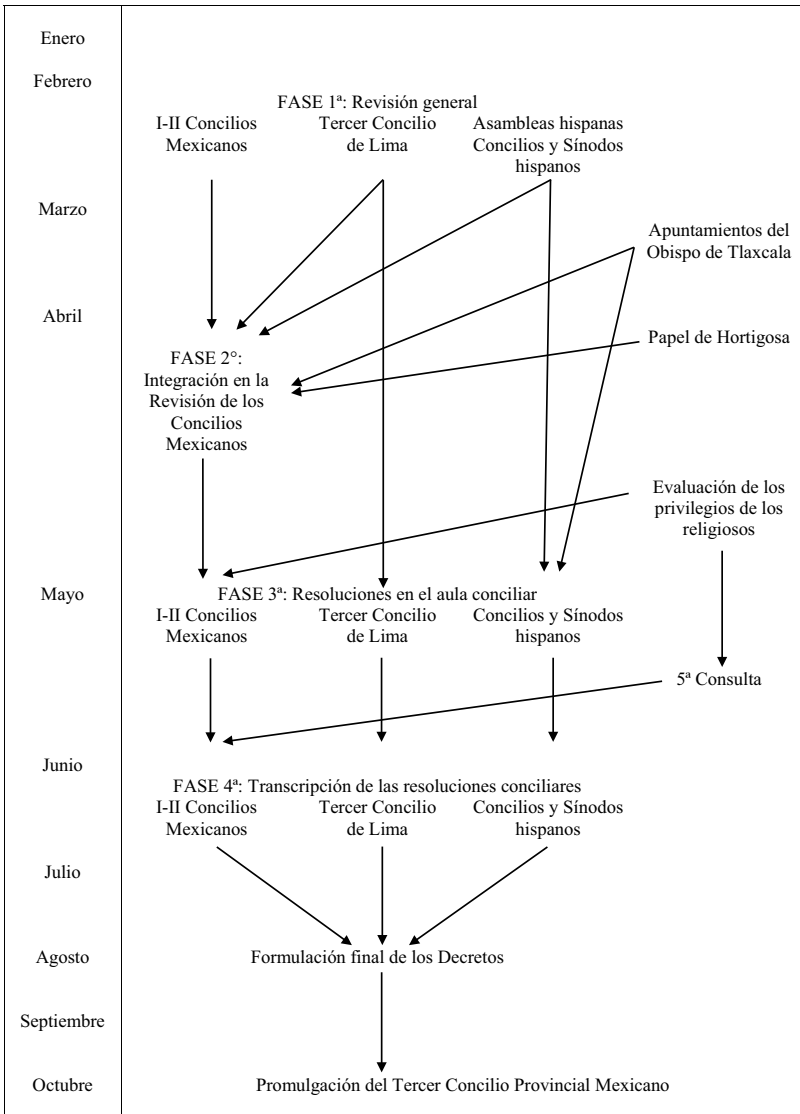 Enero
Febrero
FASE 1ª: Revisión general
I-II Concilios
Mexicanos
Tercer Concilio
de Lima
Asambleas hispanas
Concilios y Sínodos
hispanos
Marzo
Apuntamientos del
Obispo de Tlaxcala
Abril
Papel de Hortigosa
FASE 2°:
Integración en la
Revisión de los
Concilios
Mexicanos
Evaluación de los
privilegios de los
religiosos
Mayo
FASE 3ª: Resoluciones en el aula conciliar
I-II Concilios
Mexicanos
Tercer Concilio
de Lima
Concilios y Sínodos
hispanos
5ª Consulta
Junio
FASE 4ª: Transcripción de las resoluciones conciliares
I-II Concilios
Mexicanos
Tercer Concilio
de Lima
Concilios y Sínodos
hispanos
Julio
Agosto
Formulación final de los Decretos
Septiembre
Octubre
Promulgación del Tercer Concilio Provincial Mexicano